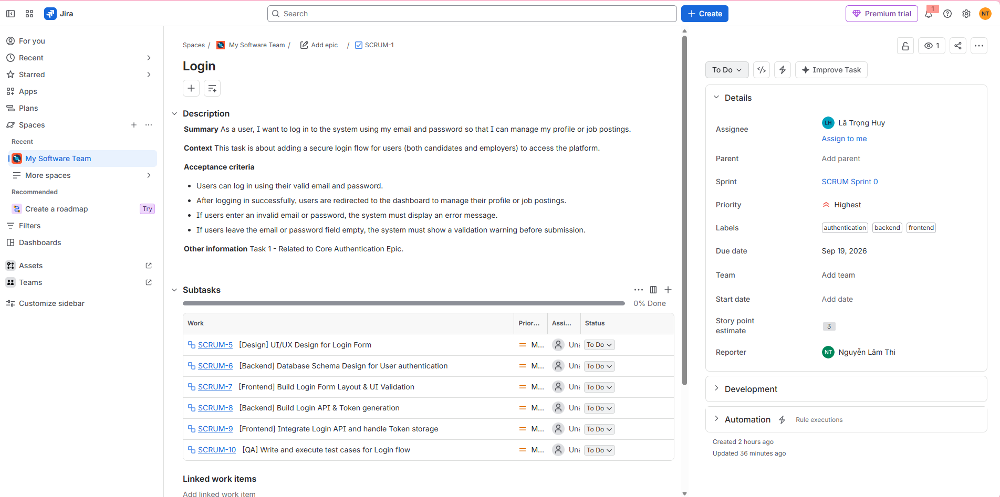 Jira
Search
Create
Premium trial
1
NT
For you
Recent
Starred
Apps
Plans
Spaces
Recent
My Software Team
More spaces
Recommended
Create a roadmap
Try
Filters
Dashboards
Assets
Teams
Customize sidebar
Spaces / My Software Team / Add epic / SCRUM-1
Login
Description
Summary As a user, I want to log in to the system using my email and password so that I can manage my profile or job postings.
Context This task is about adding a secure login flow for users (both candidates and employers) to access the platform.
Acceptance criteria
• Users can log in using their valid email and password.
• After logging in successfully, users are redirected to the dashboard to manage their profile or job postings.
• If users enter an invalid email or password, the system must display an error message.
• If users leave the email or password field empty, the system must show a validation warning before submission.
Other information Task 1 - Related to Core Authentication Epic.
Subtasks
0% Done
Work Prior... Assi... Status
SCRUM-5 [Design] UI/UX Design for Login Form M... Una To Do
SCRUM-6 [Backend] Database Schema Design for User authentication M... Una To Do
SCRUM-7 [Frontend] Build Login Form Layout & UI Validation M... Una To Do
SCRUM-8 [Backend] Build Login API & Token generation M... Una To Do
SCRUM-9 [Frontend] Integrate Login API and handle Token storage M... Una To Do
SCRUM-10 [QA] Write and execute test cases for Login flow M... Una To Do
Linked work items
Add linked work item
1
To Do
Improve Task
Details
Assignee LH Lã Trọng Huy
Assign to me
Parent Add parent
Sprint SCRUM Sprint 0
Priority Highest
Labels authentication backend frontend
Due date Sep 19, 2026
Team Add team
Start date Add date
Story point
estimate 3
Reporter NT Nguyễn Lâm Thi
Development
Automation Rule executions
Created 2 hours ago
Updated 36 minutes ago